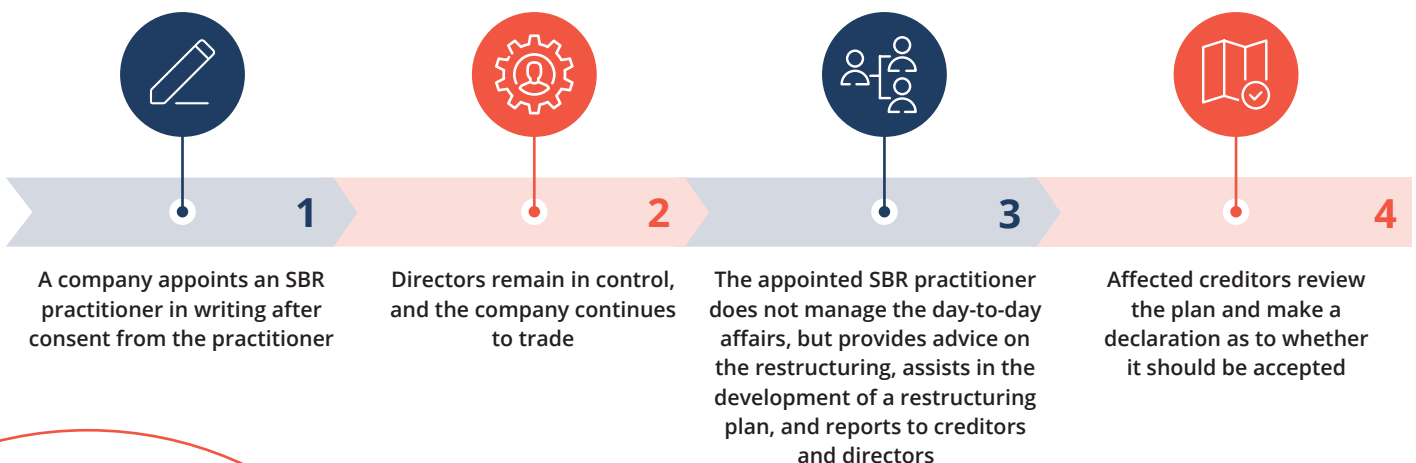 1
A company appoints an SBR
practitioner in writing after
consent from the practitioner
2
Directors remain in control,
and the company continues
to trade
3
The appointed SBR practitioner
does not manage the day-to-day
affairs, but provides advice on
the restructuring, assists in the
development of a restructuring
plan, and reports to creditors
and directors
4
Affected creditors review
the plan and make a
declaration as to whether
it should be accepted